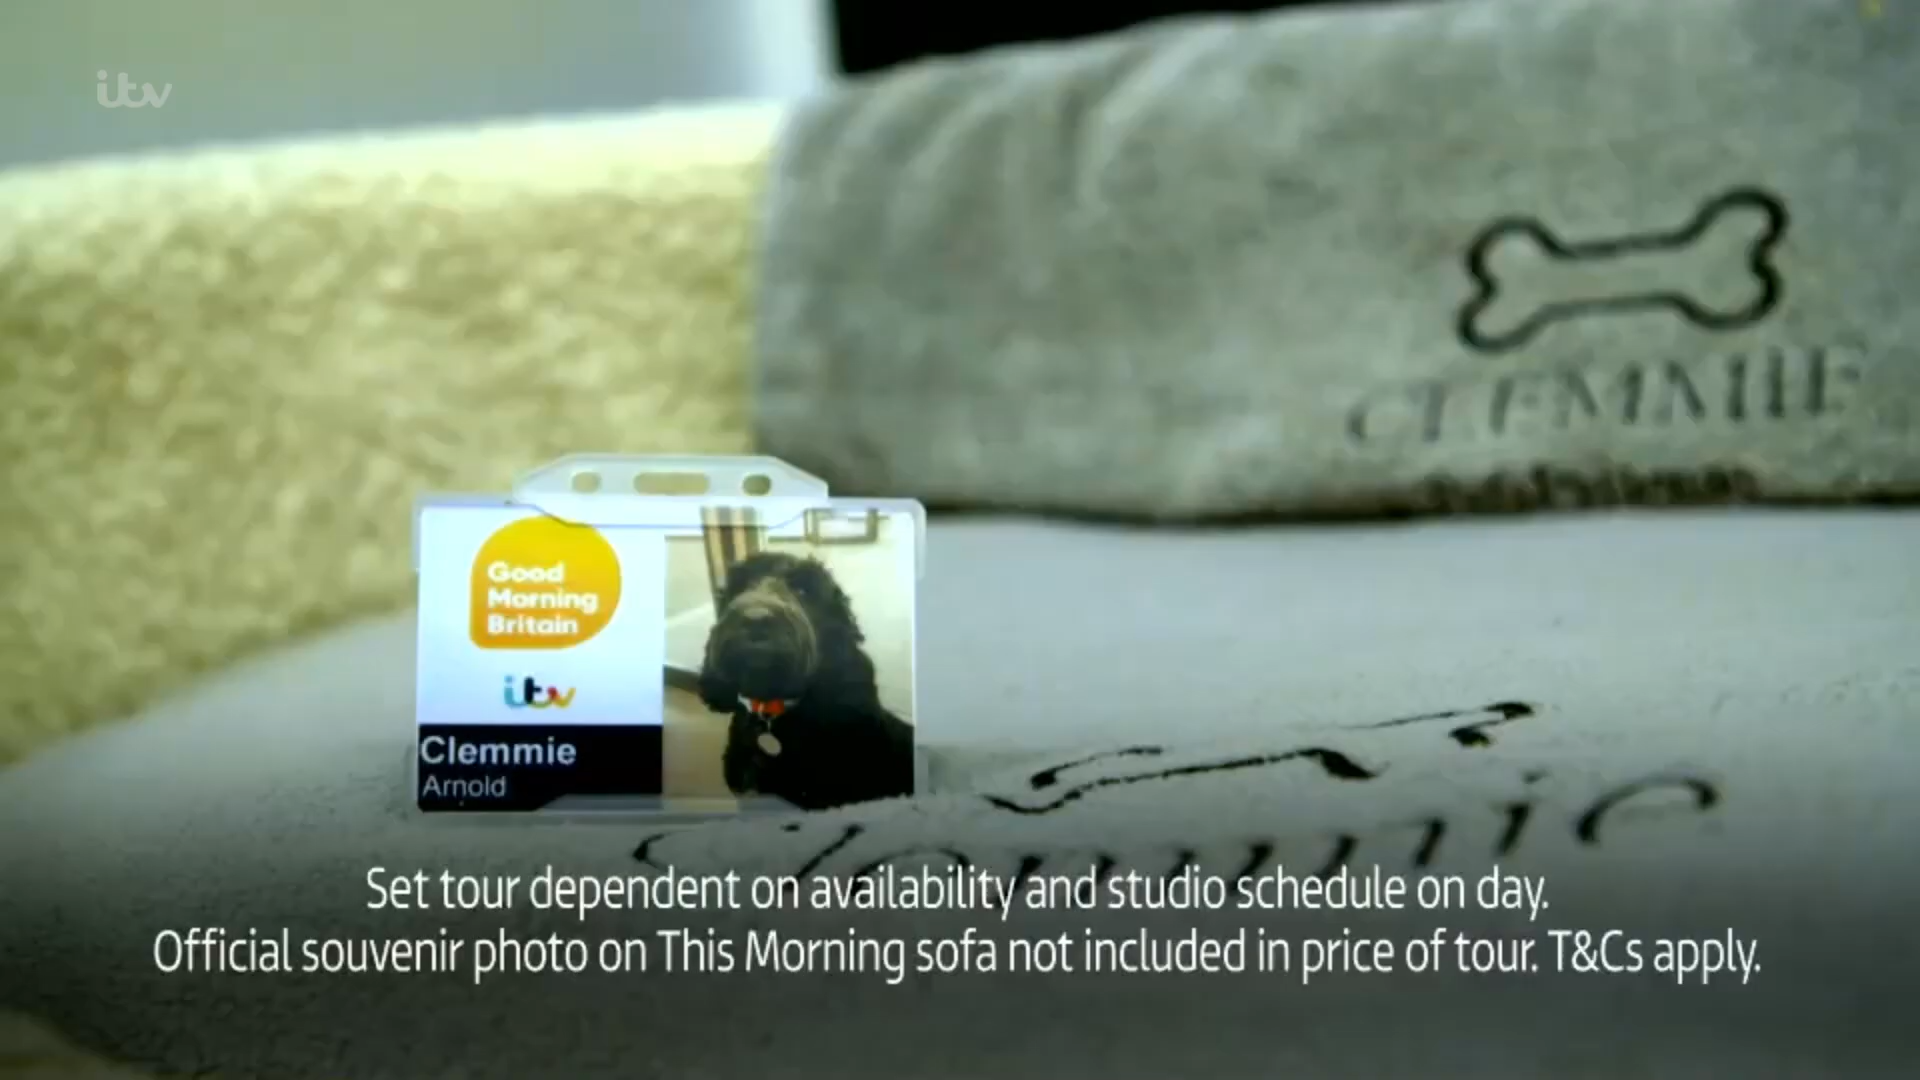 itv
CLEMMIE
Good
Morning
Britain
itv
Clemmie
Arnold
Clemmie
Set tour dependent on availability and studio schedule on day.
Official souvenir photo on This Morning sofa not included in price of tour. T&Cs apply.